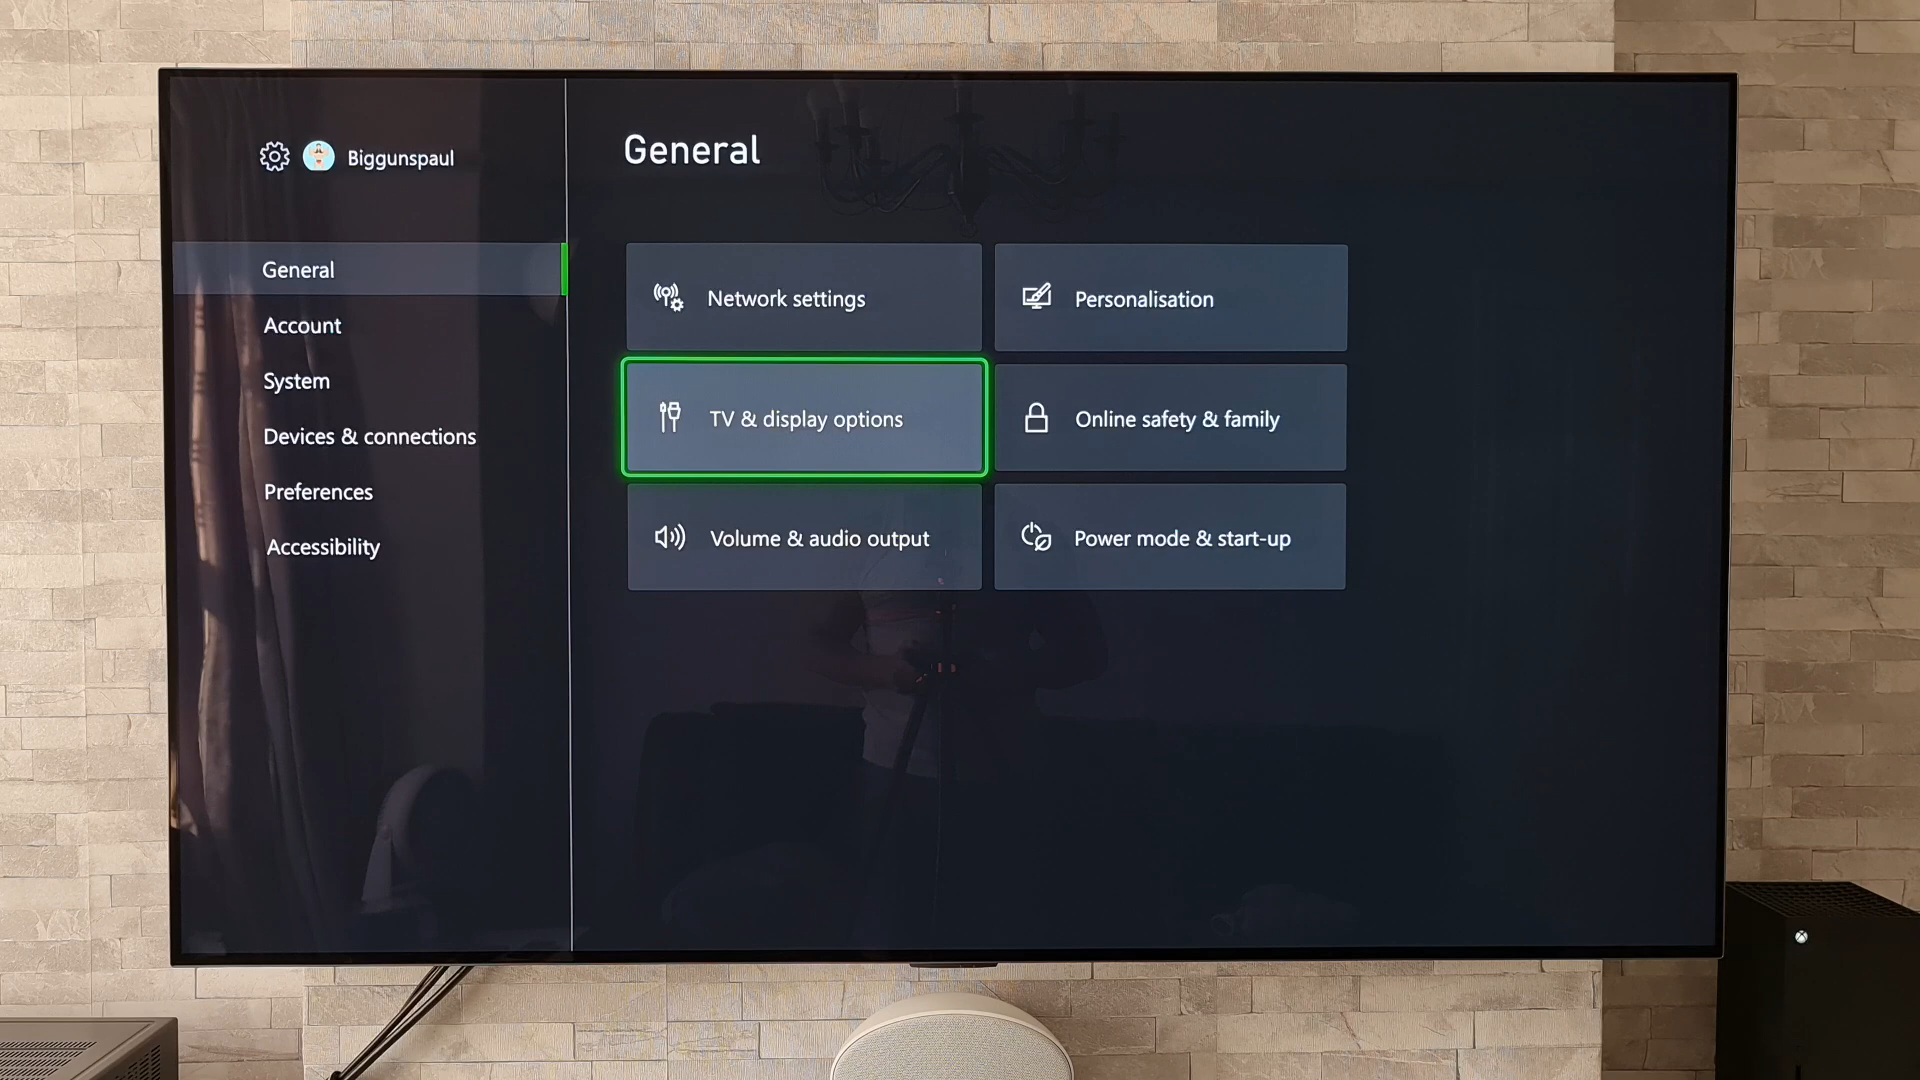 Biggunspaul
General
Account
System
Devices & connections
Preferences
Accessibility
General
Network settings
Personalisation
TV & display options
Online safety & family
Volume & audio output
Power mode & start-up